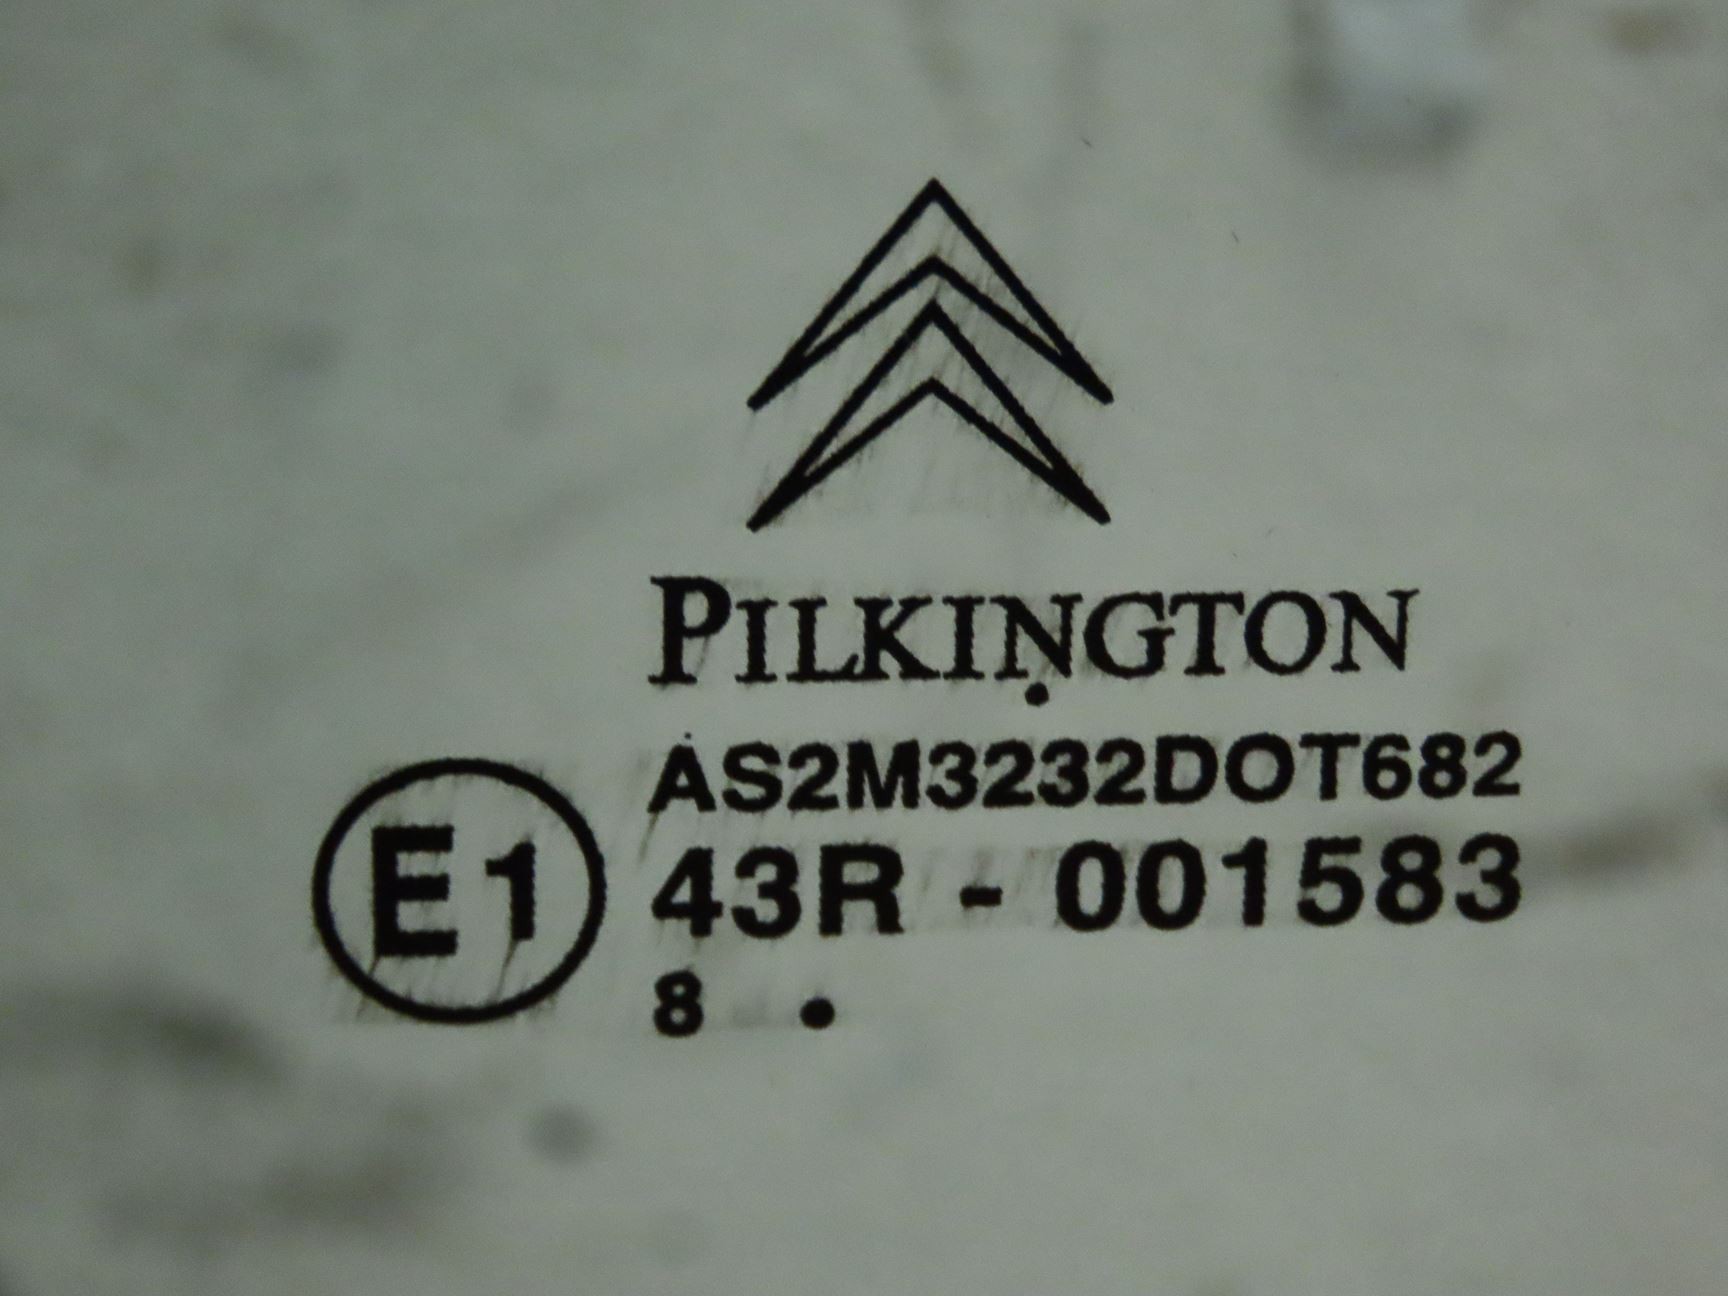 PILKINGTON
AS2M3232DOT682
E1 43R - 001583
8 •